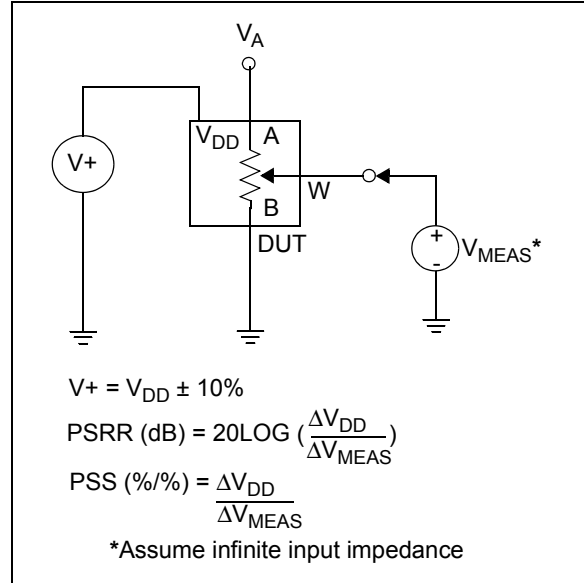 V_A
V_DD A
V+
W
B
DUT
+
-
V_MEAS*
V+ = V_DD ± 10%
PSRR (dB) = 20LOG (ΔV_DD/ΔV_MEAS)
PSS (%/%) = ΔV_DD/ΔV_MEAS
*Assume infinite input impedance